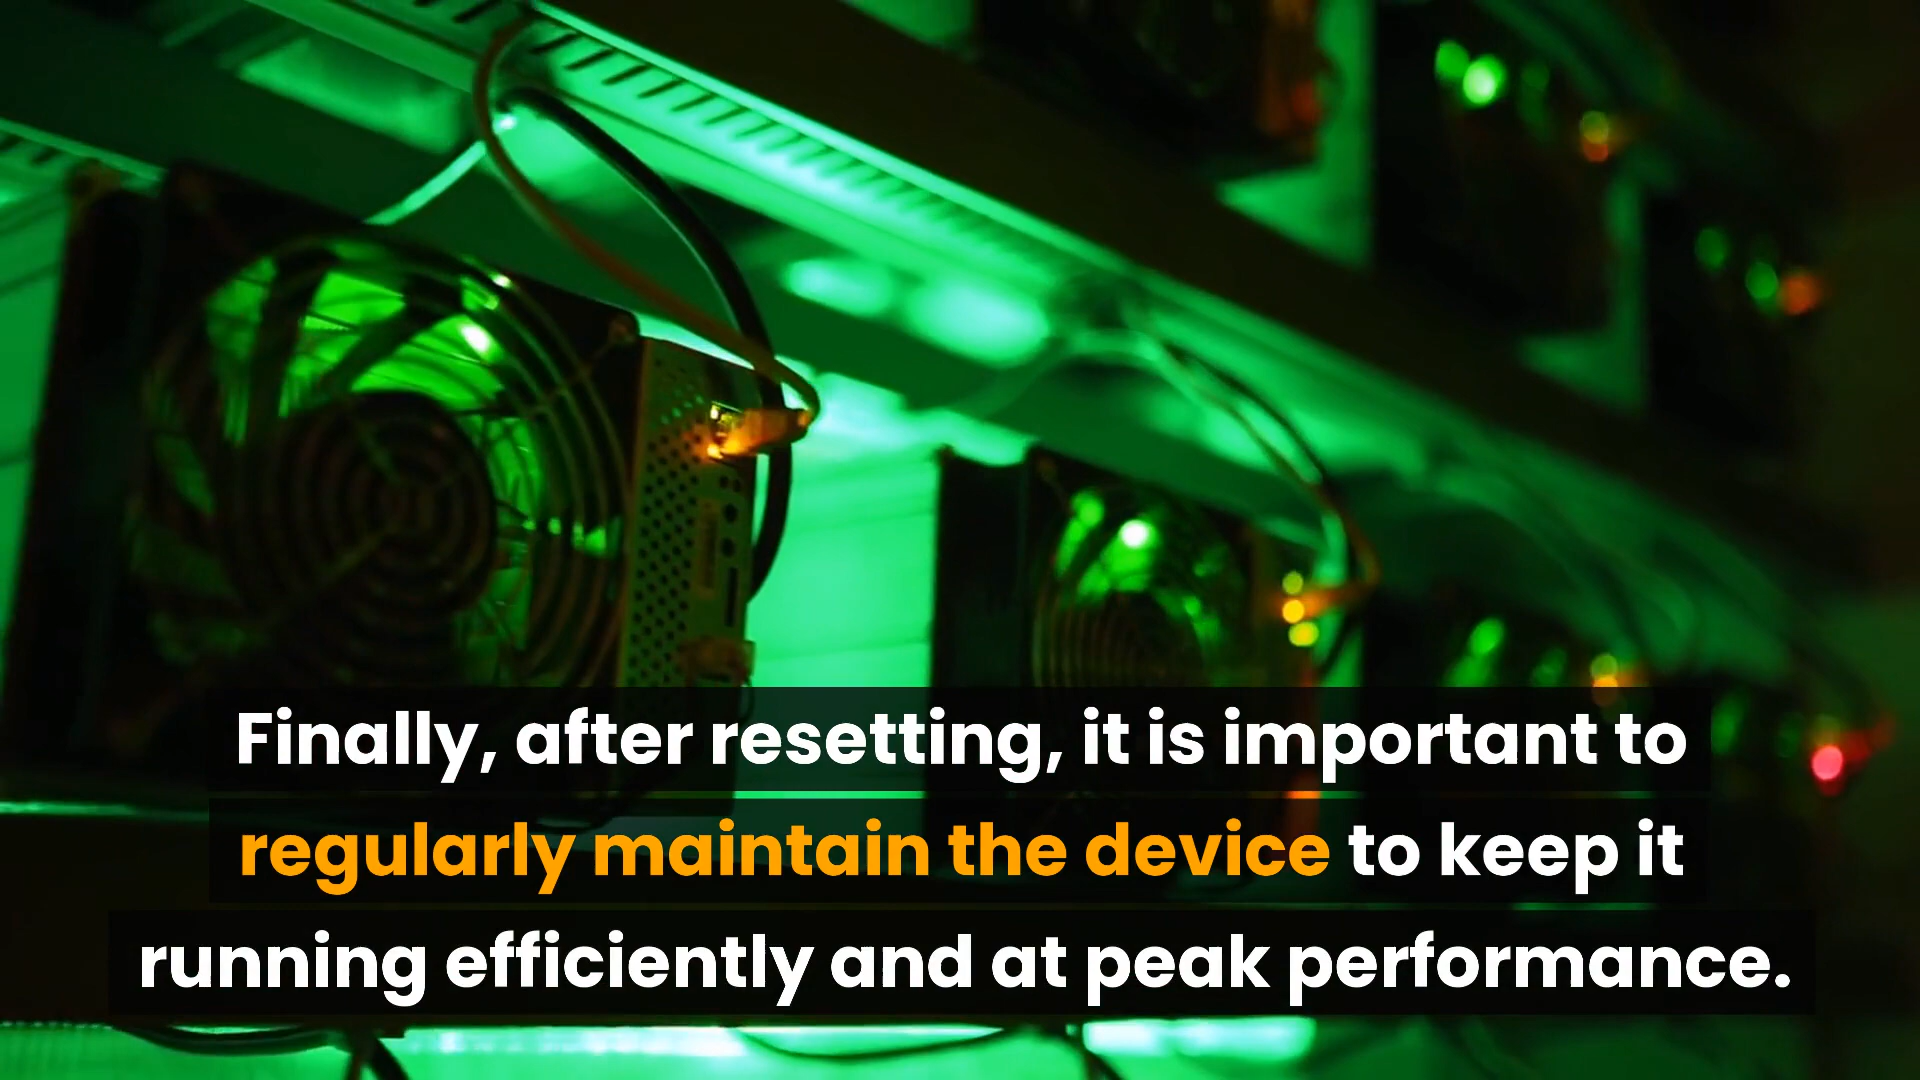 Finally, after resetting, it is important to
regularly maintain the device to keep it
running efficiently and at peak performance.